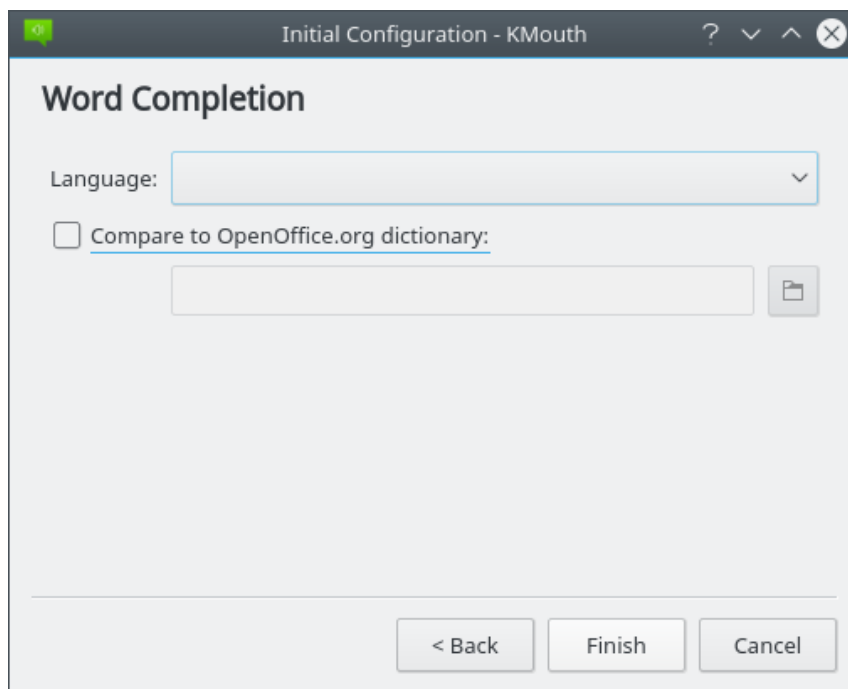 Initial Configuration - KMouth
Word Completion
Language:
Compare to OpenOffice.org dictionary:
< Back Finish Cancel